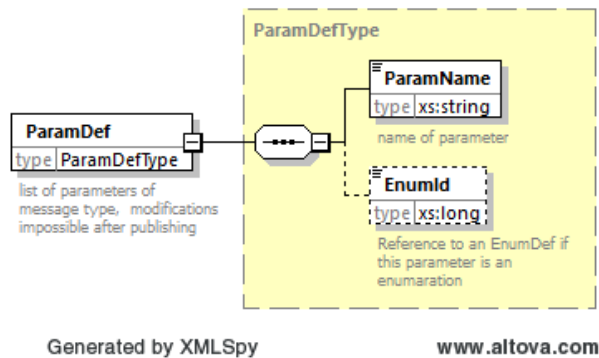 ParamDefType
ParamName
type xs:string
name of parameter
ParamDef
type ParamDefType
list of parameters of
message type, modifications
impossible after publishing
EnumId
type xs:long
Reference to an EnumDef if
this parameter is an
enumaration
Generated by XMLSpy
www.altova.com